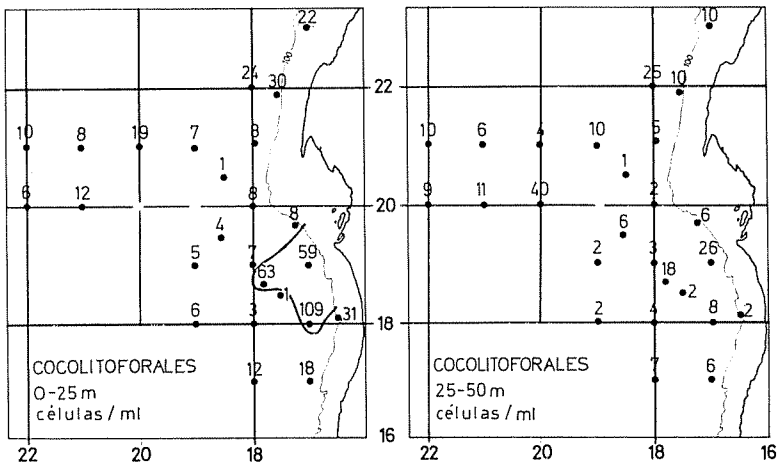 22
100
24
30
10 8 19 7 8
1
6 12 8
8
4
5 7 59
63
1
6 3 109 31
12 18
COCOLITOFORALES
0-25m
células/ml
22 20 18
22
20
18
16
10
100
25
10
10 6 4 10 5
1
9 11 40 2
6
6
2 3 26
18
2
2 4 8 2
7 6
COCOLITOFORALES
25-50m
células/ml
22 20 18 16